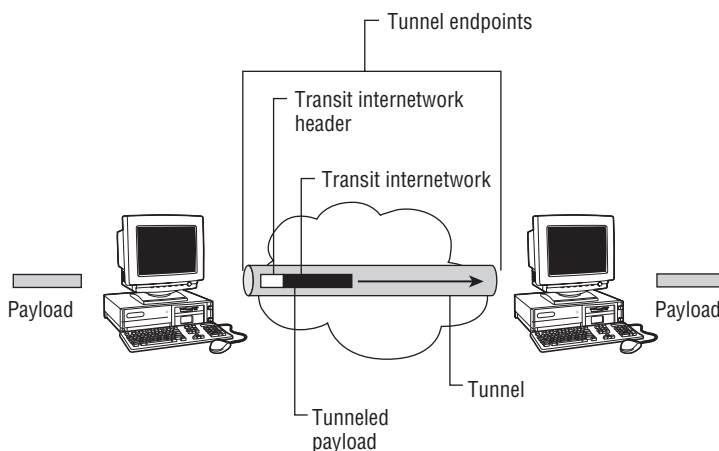 Tunnel endpoints
Transit internetwork
header
Transit internetwork
Payload
Payload
Tunnel
Tunneled
payload